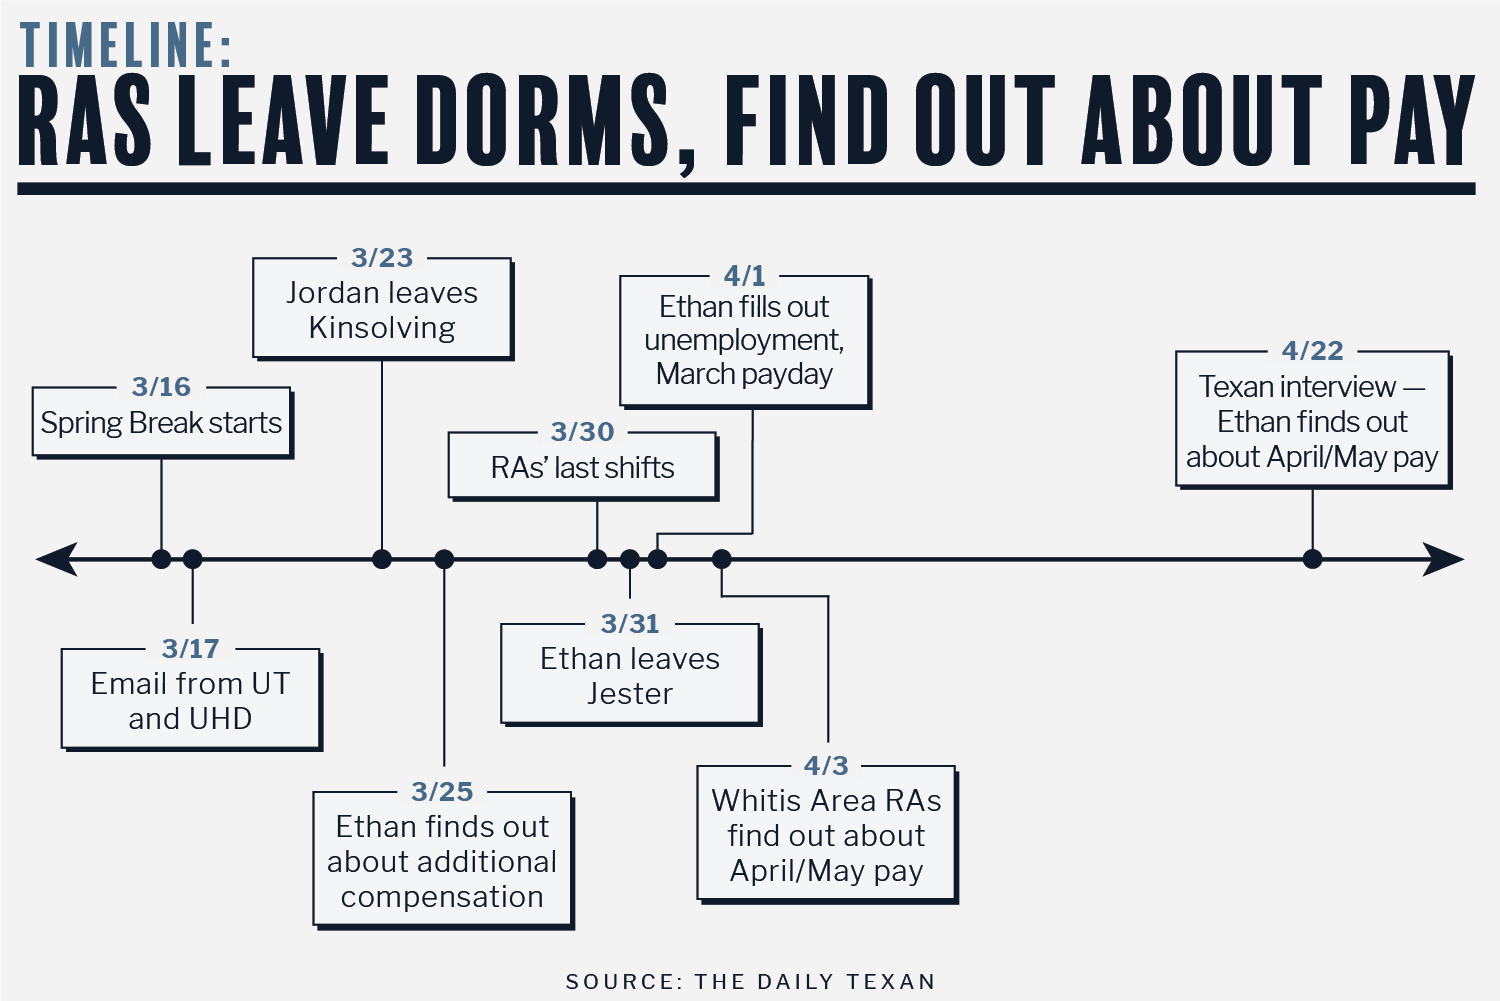 TIMELINE:
RAS LEAVE DORMS, FIND OUT ABOUT PAY
3/16
Spring Break starts
3/17
Email from UT
and UHD
3/23
Jordan leaves
Kinsolving
3/25
Ethan finds out
about additional
compensation
3/30
RAs’ last shifts
3/31
Ethan leaves
Jester
4/1
Ethan fills out
unemployment,
March payday
4/3
Whitis Area RAs
find out about
April/May pay
4/22
Texan interview —
Ethan finds out
about April/May pay
SOURCE: THE DAILY TEXAN